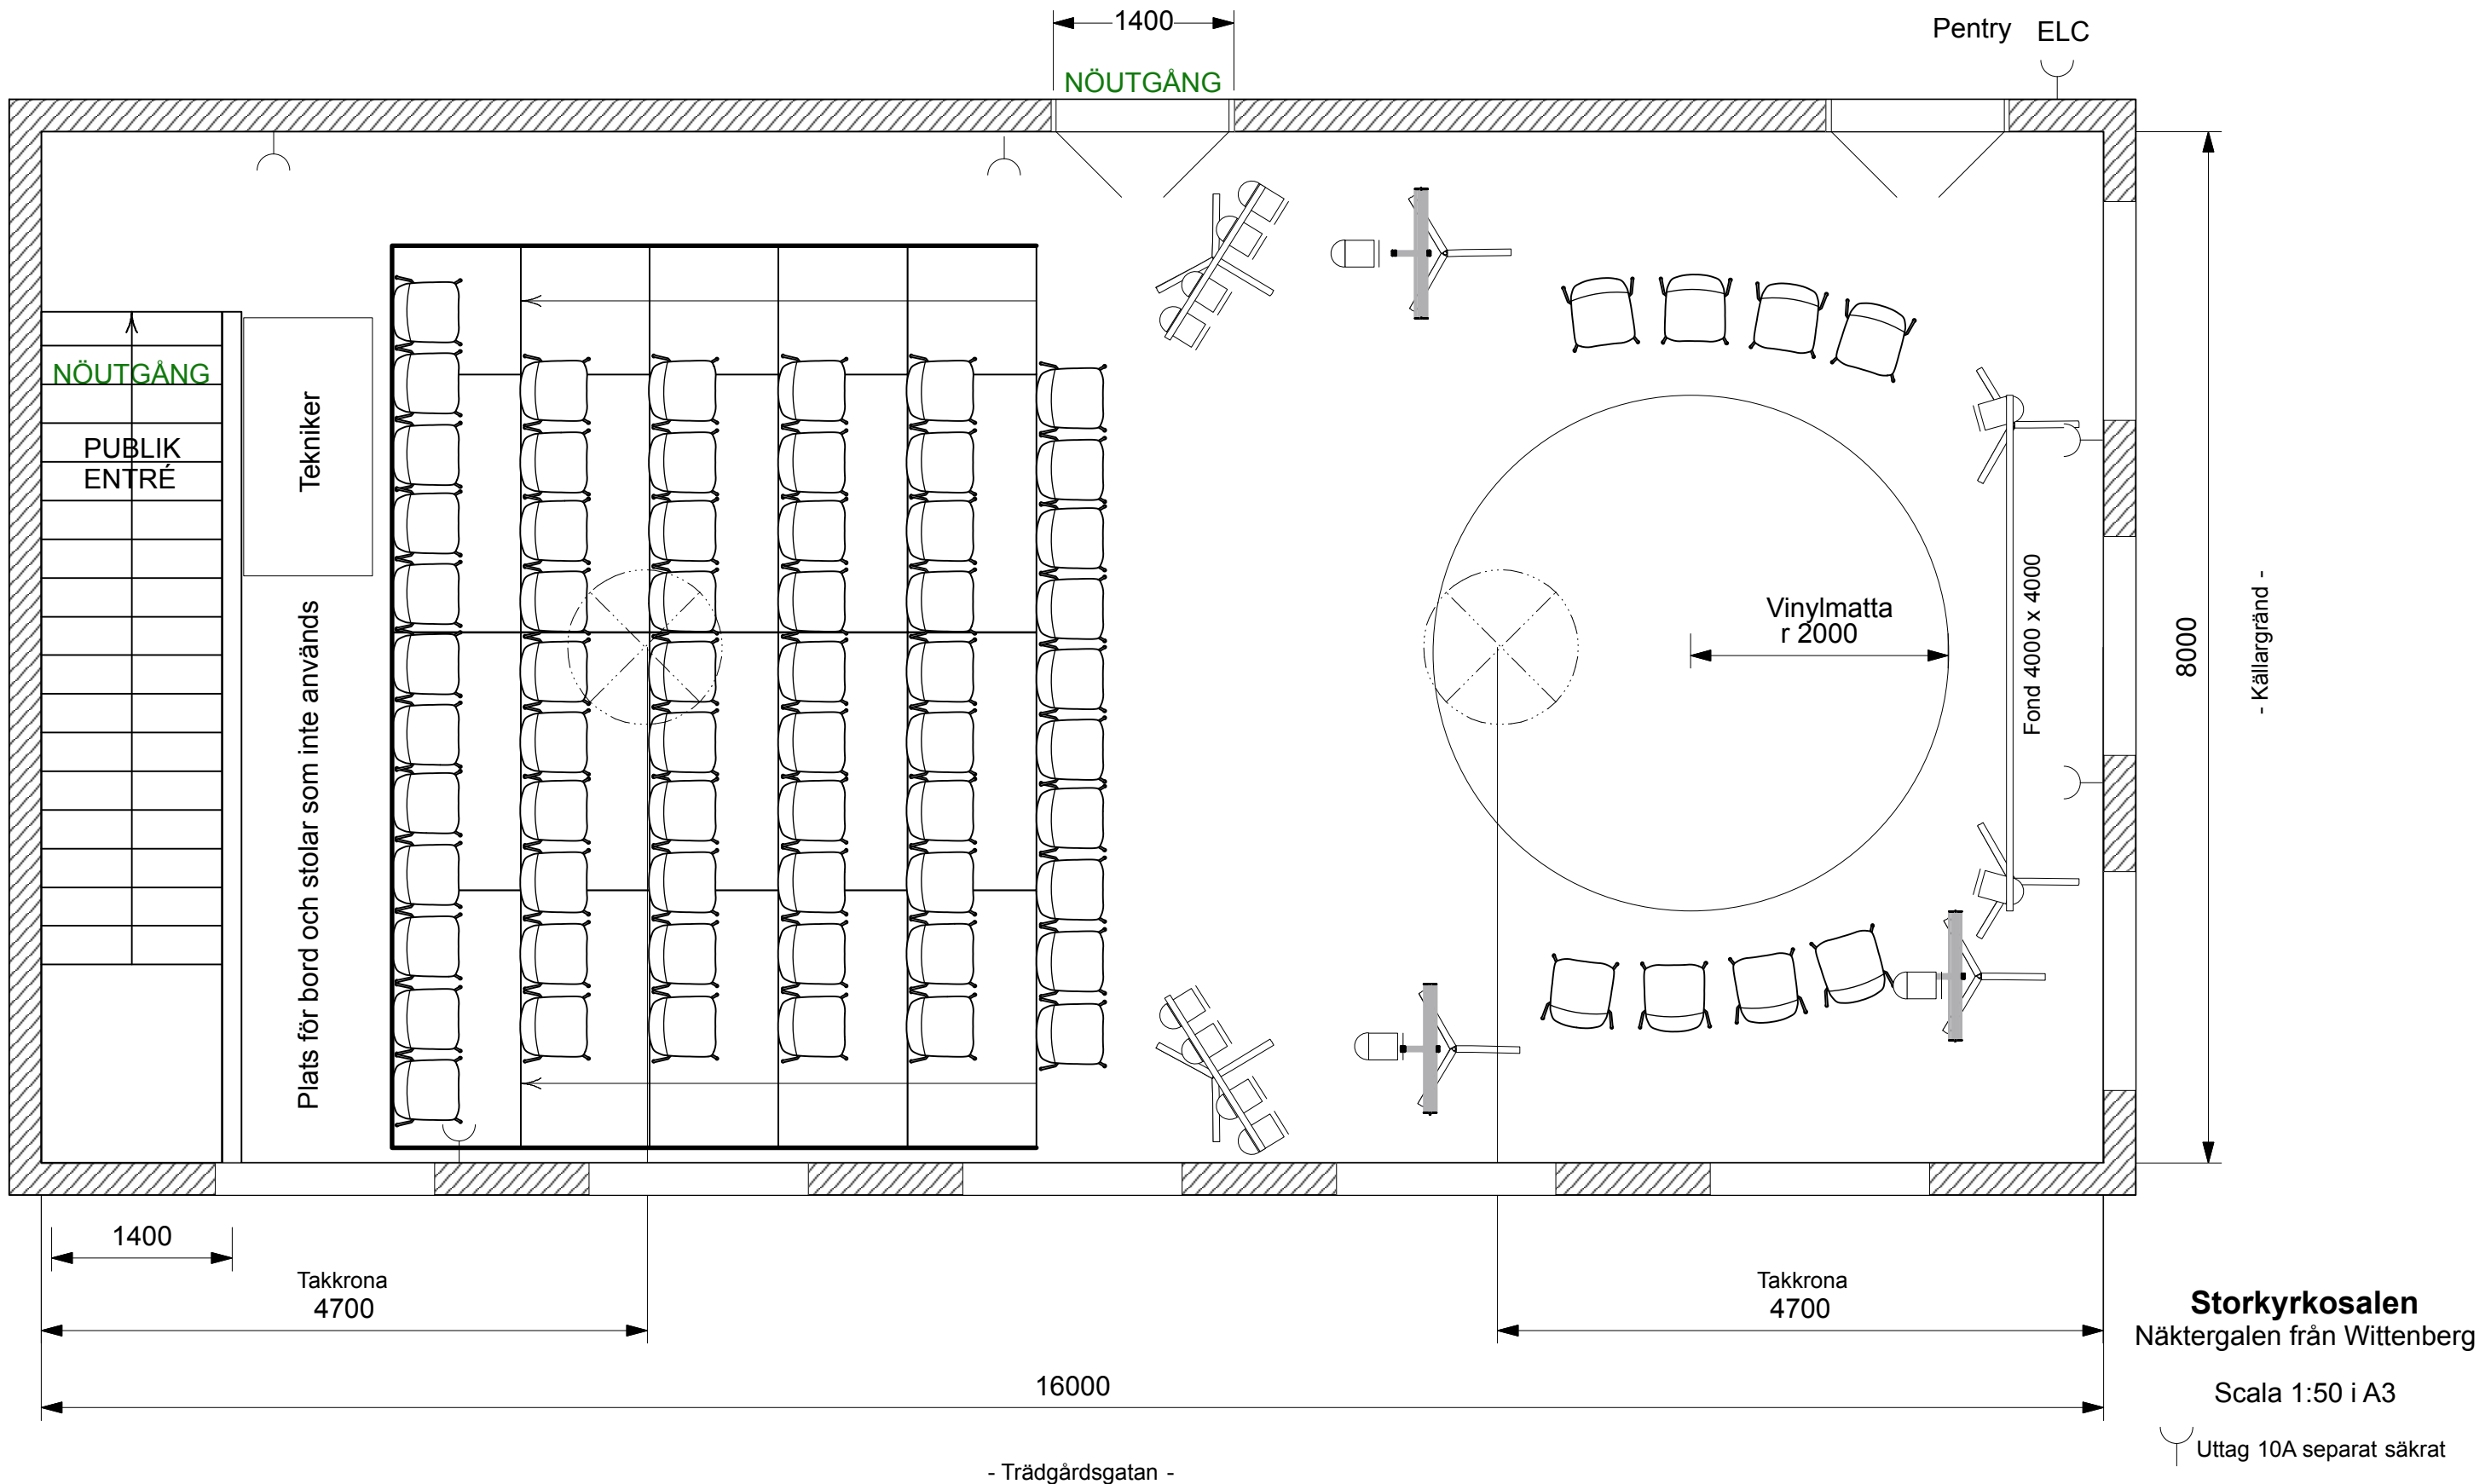 1400
Pentry ELC
NÖUTGÅNG
NÖUTGÅNG
PUBLIK
ENTRÉ
Tekniker
Plats för bord och stolar som inte används
Vinylmatta
r 2000
Fond 4000 x 4000
8000
- Källargränd -
1400
Takkrona
4700
Takkrona
4700
16000
Storkyrkosalen
Näktergalen från Wittenberg
Scala 1:50 i A3
Uttag 10A separat säkrat
- Trädgårdsgatan -